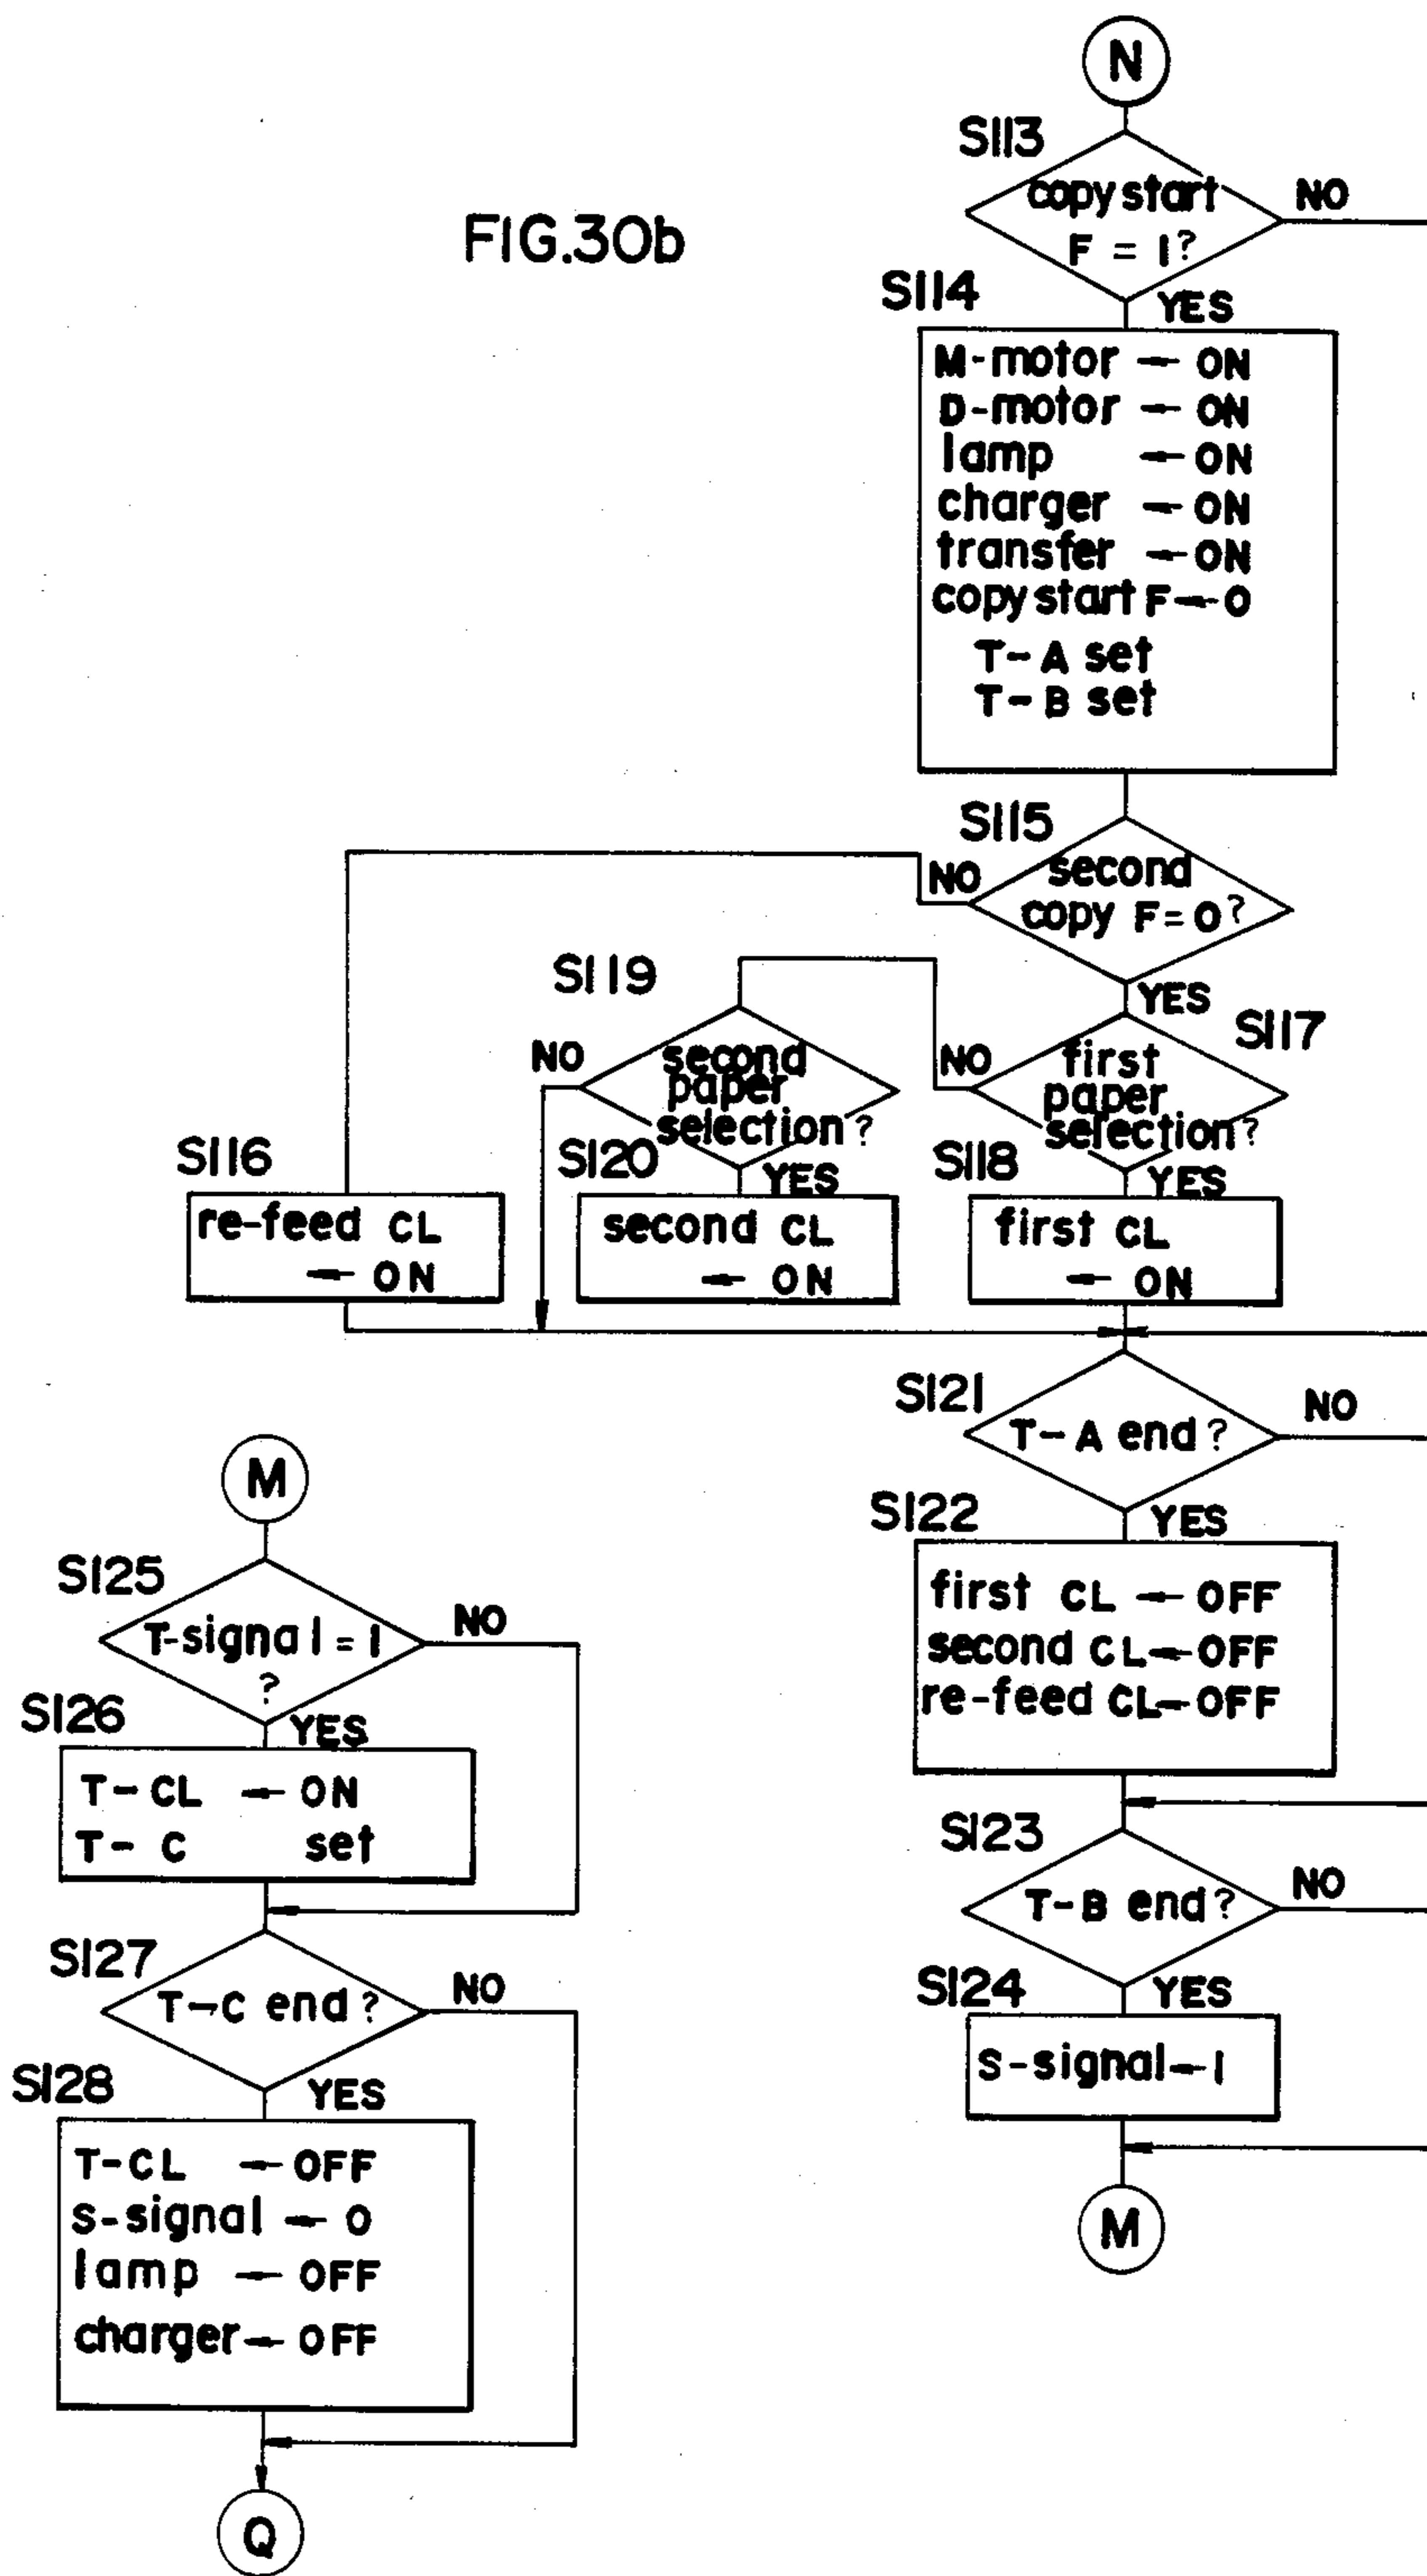 FIG.30b
N
S113
copy start
F = 1?
NO
YES
S114
M-motor ← ON
D-motor ← ON
lamp ← ON
charger ← ON
transfer ← ON
copy start F ← 0
T-A set
T-B set
S115
second
copy F=0?
NO
YES
S117
first
paper
selection?
NO
YES
S119
second
paper
selection?
NO
YES
S116
re-feed CL
← ON
S120
second CL
← ON
S118
first CL
← ON
S121
T-A end?
NO
YES
S122
first CL ← OFF
second CL ← OFF
re-feed CL ← OFF
S123
T-B end?
NO
YES
S124
S-signal ← 1
M
M
S125
T-signal = 1
?
NO
YES
S126
T-CL ← ON
T-C set
S127
T-C end?
NO
YES
S128
T-CL ← OFF
S-signal ← 0
lamp ← OFF
charger ← OFF
Q